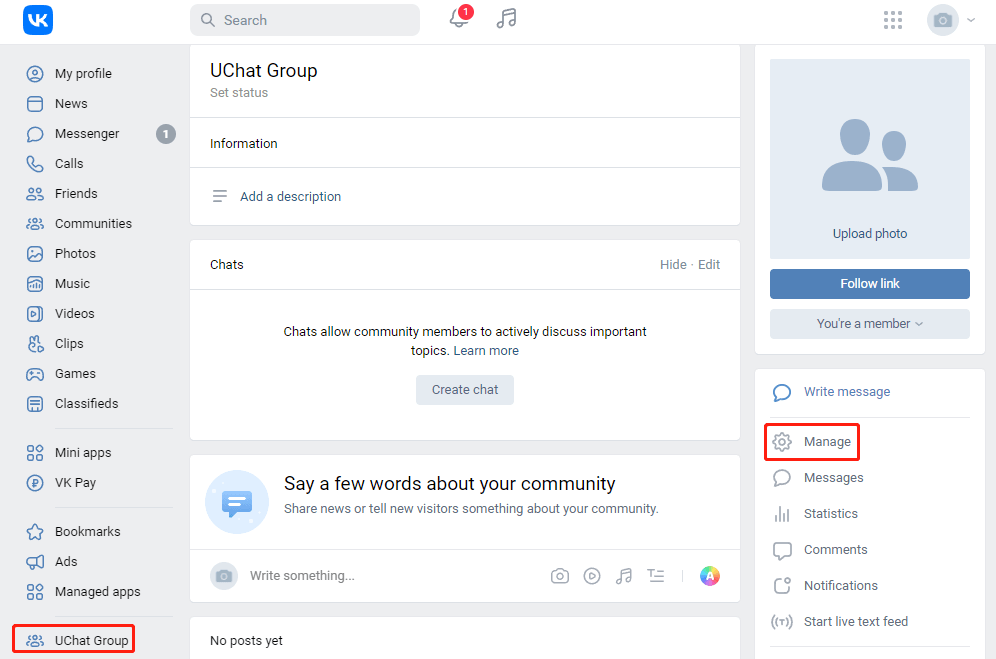 VK
Search
1
My profile
News
Messenger
1
Calls
Friends
Communities
Photos
Music
Videos
Clips
Games
Classifieds
Mini apps
VK Pay
Bookmarks
Ads
Managed apps
UChat Group
UChat Group
Set status
Information
Add a description
Chats
Hide · Edit
Chats allow community members to actively discuss important
topics. Learn more
Create chat
Say a few words about your community
Share news or tell new visitors something about your community.
Write something...
A
No posts yet
Upload photo
Follow link
You're a member
Write message
Manage
Messages
Statistics
Comments
Notifications
Start live text feed